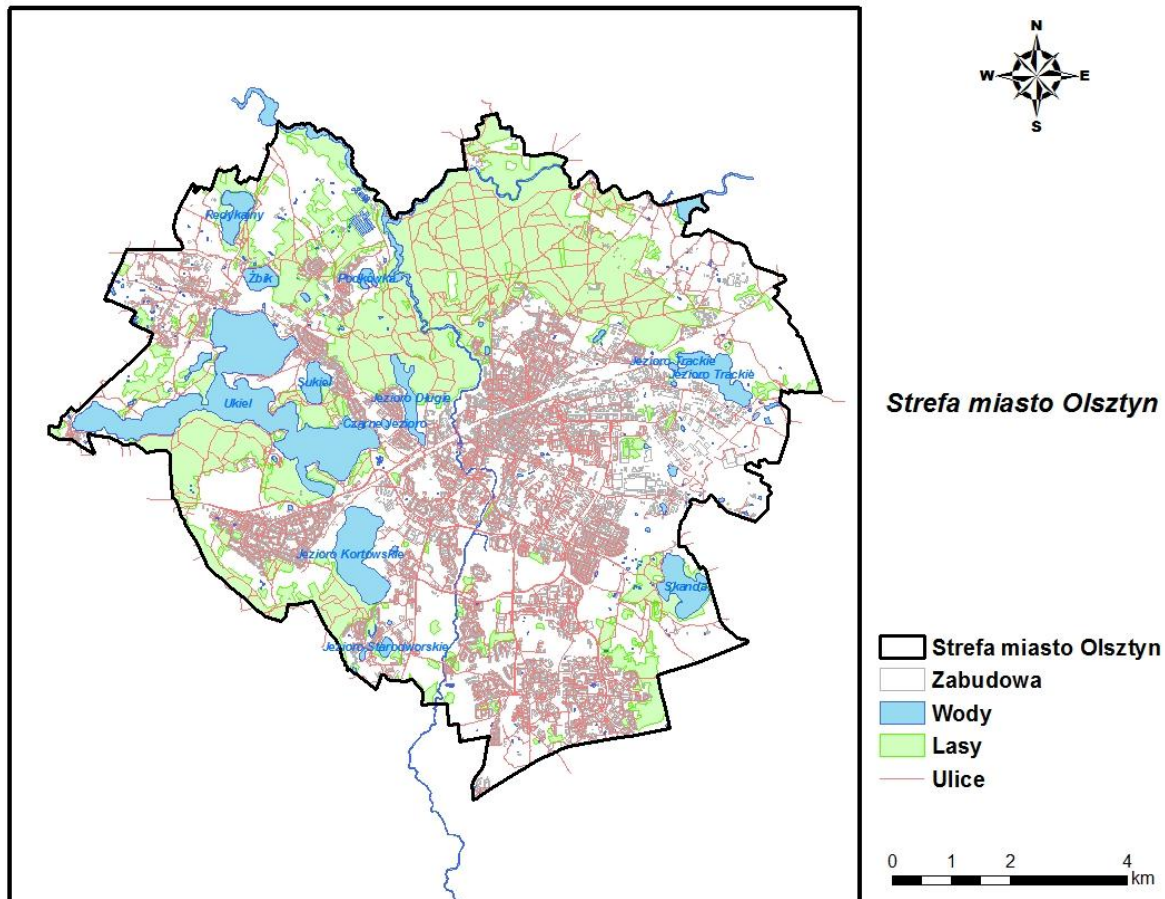 N
W E
S
Redykajny
Żbik
Podkówka
Jezioro Trackie
Jezioro Trackie
Sukiel
Ukiel
Jezioro Długie
Czarne Jezioro
Strefa miasto Olsztyn
Jezioro Kortowskie
Skanda
Jezioro Starodworskie
Strefa miasto Olsztyn
Zabudowa
Wody
Lasy
Ulice
0 1 2 4
km